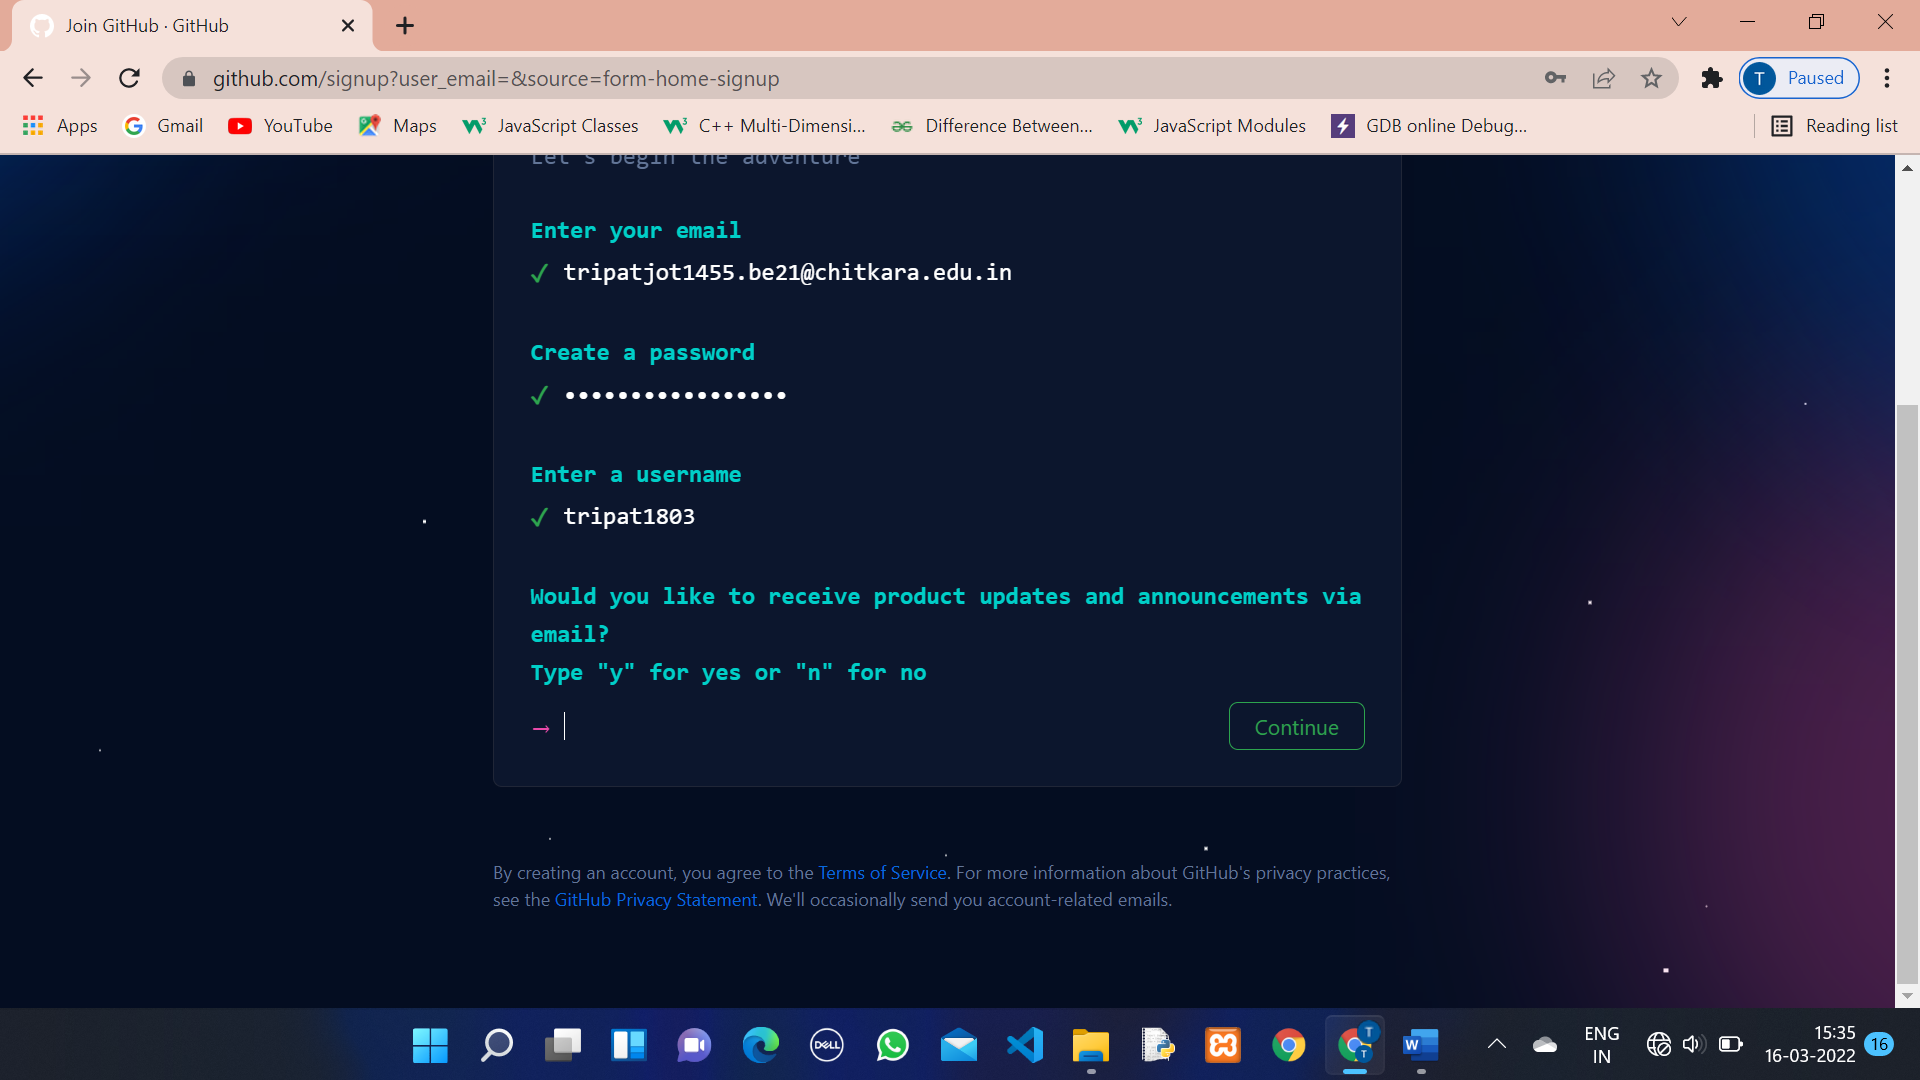 Join GitHub · GitHub
github.com/signup?user_email=&source=form-home-signup
T Paused
Apps Gmail YouTube Maps JavaScript Classes C++ Multi-Dimensi... Difference Between... JavaScript Modules GDB online Debug... Reading list
Let's begin the adventure
Enter your email
✓ tripatjot1455.be21@chitkara.edu.in
Create a password
✓ •••••••••••••••••
Enter a username
✓ tripat1803
Would you like to receive product updates and announcements via
email?
Type "y" for yes or "n" for no
→ Continue
By creating an account, you agree to the Terms of Service. For more information about GitHub's privacy practices,
see the GitHub Privacy Statement. We'll occasionally send you account-related emails.
DELL
T
T
W
ENG
IN
15:35
16-03-2022
16